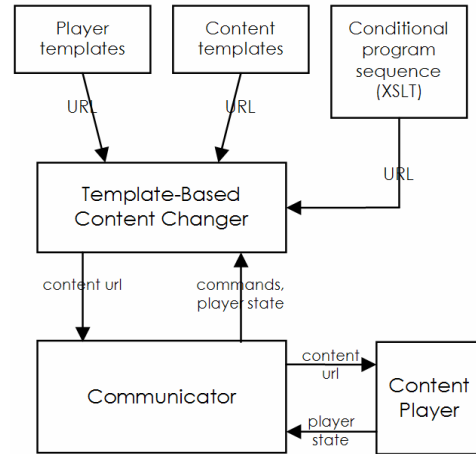 Player
templates
Content
templates
Conditional
program
sequence
(XSLT)
URL
URL
URL
Template-Based
Content Changer
content url
commands,
player state
Communicator
content
url
Content
Player
player
state